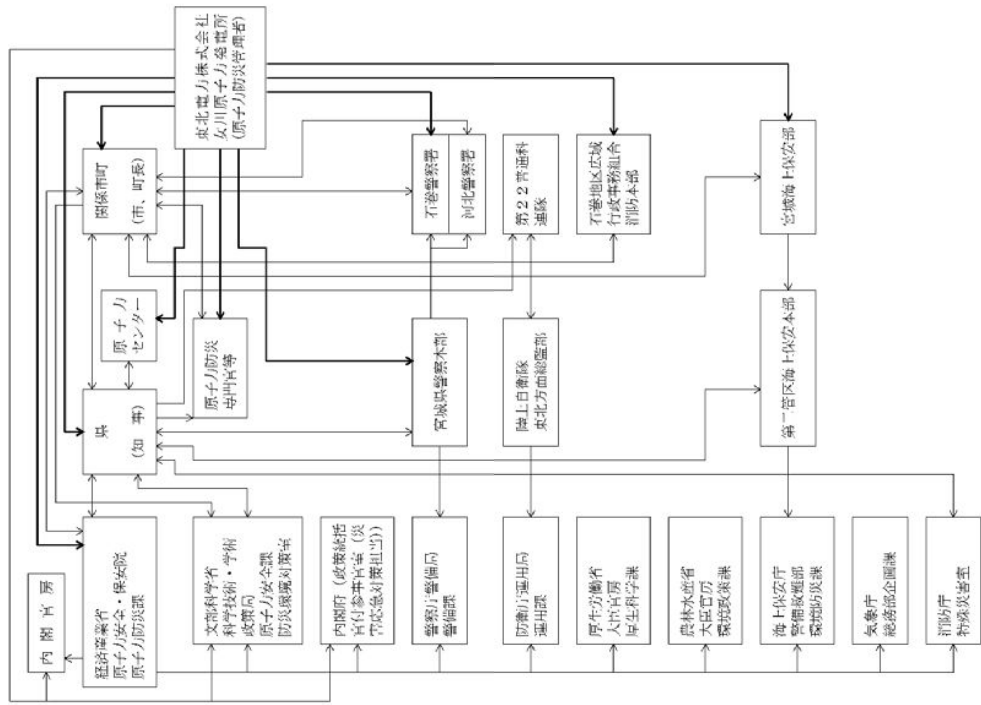 内閣官房
経済産業省
原子力安全・保安院
原子力防災課
県
(知 事)
原 子 力
センター
関係市町
(市、町長)
東北電力株式会社
女川原子力発電所
(原子力防災管理者)
文部科学省
科学技術・学術
政策局
原子力安全課
防災環境対策室
原子力防災
専門官等
内閣府（政策統括
官付参事官室（災
害応急対策担当））
警察庁警備局
警備課
宮城県警察本部
石巻警察署
河北警察署
防衛庁運用局
運用課
陸上自衛隊
東北方面総監部
第２２普通科
連隊
厚生労働省
大臣官房
厚生科学課
石巻地区広域
行政事務組合
消防本部
農林水産省
大臣官房
環境政策課
海上保安庁
警備救難部
環境防災課
第二管区海上保安本部
宮城海上保安部
気象庁
総務部企画課
消防庁
特殊災害室